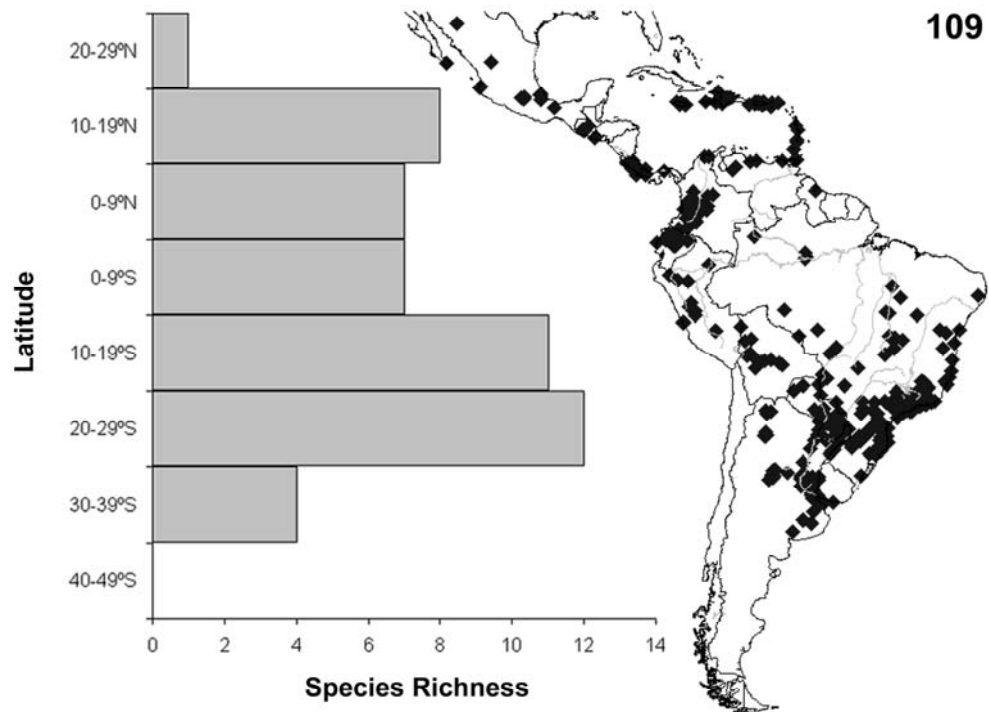 109
Latitude
20-29ºN
10-19ºN
0-9ºN
0-9ºS
10-19ºS
20-29ºS
30-39ºS
40-49ºS
0 2 4 6 8 10 12 14
Species Richness